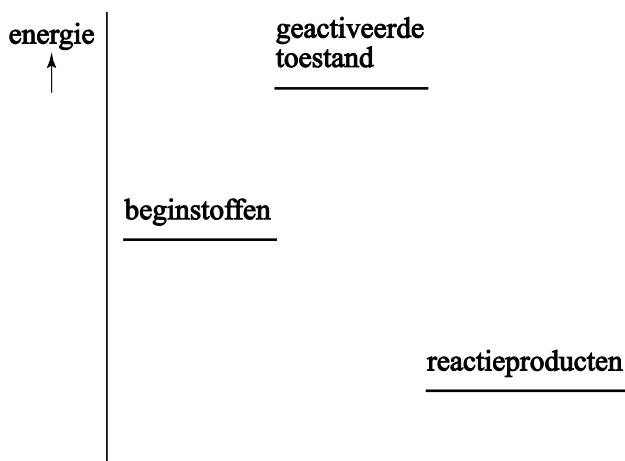 energie
geactiveerde
toestand
beginstoffen
reactieproducten